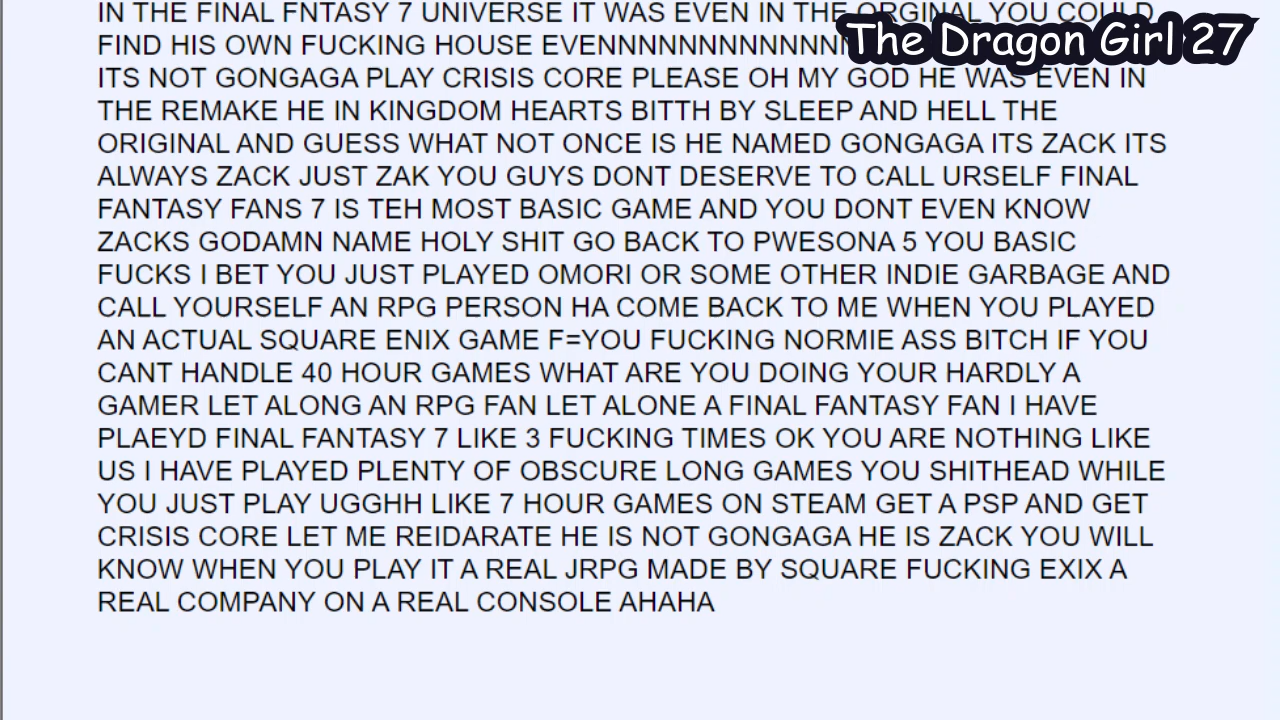 IN THE FINAL FNTASY 7 UNIVERSE IT WAS EVEN IN THE ORGINAL YOU COULD
The Dragon Girl 27
FIND HIS OWN FUCKING HOUSE EVENNNNNNNNNNNNN
ITS NOT GONGAGA PLAY CRISIS CORE PLEASE OH MY GOD HE WAS EVEN IN
THE REMAKE HE IN KINGDOM HEARTS BITTH BY SLEEP AND HELL THE
ORIGINAL AND GUESS WHAT NOT ONCE IS HE NAMED GONGAGA ITS ZACK ITS
ALWAYS ZACK JUST ZAK YOU GUYS DONT DESERVE TO CALL URSELF FINAL
FANTASY FANS 7 IS TEH MOST BASIC GAME AND YOU DONT EVEN KNOW
ZACKS GODAMN NAME HOLY SHIT GO BACK TO PWESONA 5 YOU BASIC
FUCKS I BET YOU JUST PLAYED OMORI OR SOME OTHER INDIE GARBAGE AND
CALL YOURSELF AN RPG PERSON HA COME BACK TO ME WHEN YOU PLAYED
AN ACTUAL SQUARE ENIX GAME F=YOU FUCKING NORMIE ASS BITCH IF YOU
CANT HANDLE 40 HOUR GAMES WHAT ARE YOU DOING YOUR HARDLY A
GAMER LET ALONG AN RPG FAN LET ALONE A FINAL FANTASY FAN I HAVE
PLAEYD FINAL FANTASY 7 LIKE 3 FUCKING TIMES OK YOU ARE NOTHING LIKE
US I HAVE PLAYED PLENTY OF OBSCURE LONG GAMES YOU SHITHEAD WHILE
YOU JUST PLAY UGGHH LIKE 7 HOUR GAMES ON STEAM GET A PSP AND GET
CRISIS CORE LET ME REIDARATE HE IS NOT GONGAGA HE IS ZACK YOU WILL
KNOW WHEN YOU PLAY IT A REAL JRPG MADE BY SQUARE FUCKING EXIX A
REAL COMPANY ON A REAL CONSOLE AHAHA